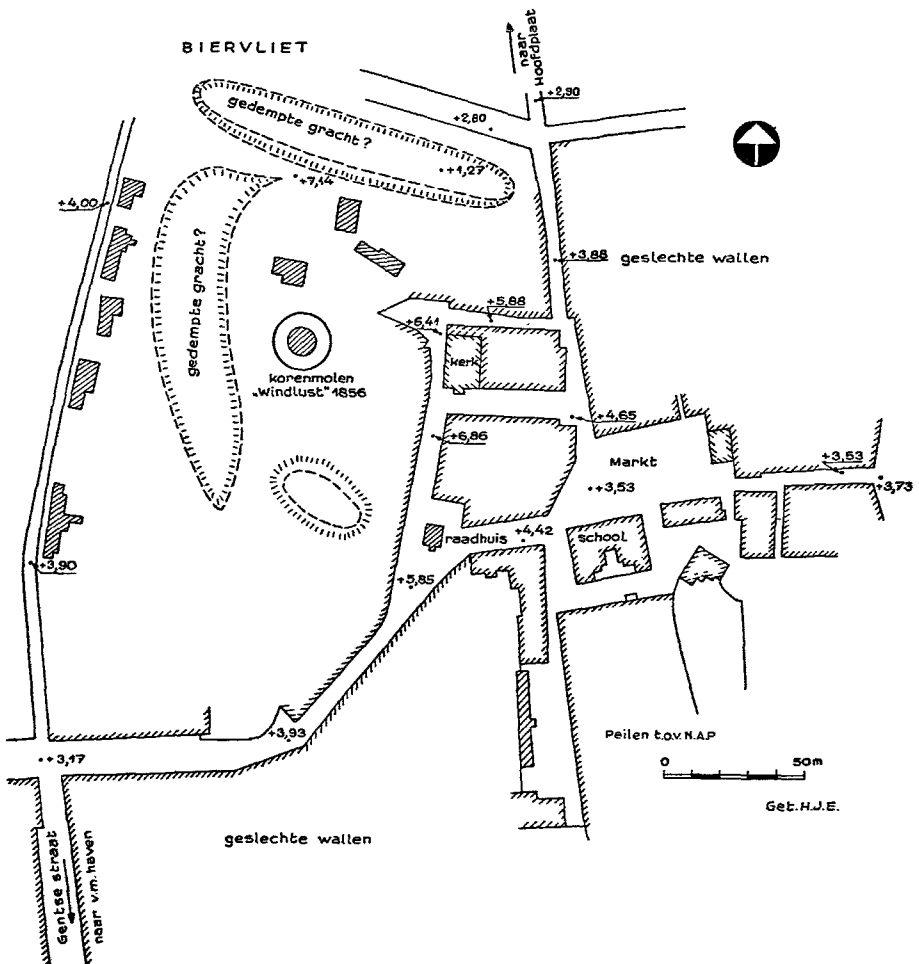 BIERVLIET
naar
Hoofdplaat
+2,90
gedempte gracht?
+2,80
+1,27
+7,14
+4,00
gedempte gracht?
+3,88
geslechte wallen
+5,88
+6,41
kerk
korenmolen
„Windlust" 1856
+4,65
+6,86
Markt
+3,53
+3,53
+3,73
raadhuis
+4,42
school
+3,90
+5,85
+3,93
+3,17
Peilen t.o.v. N.A.P
0 50m
Get. H.J.E.
geslechte wallen
Gentse straat
naar v.m. haven